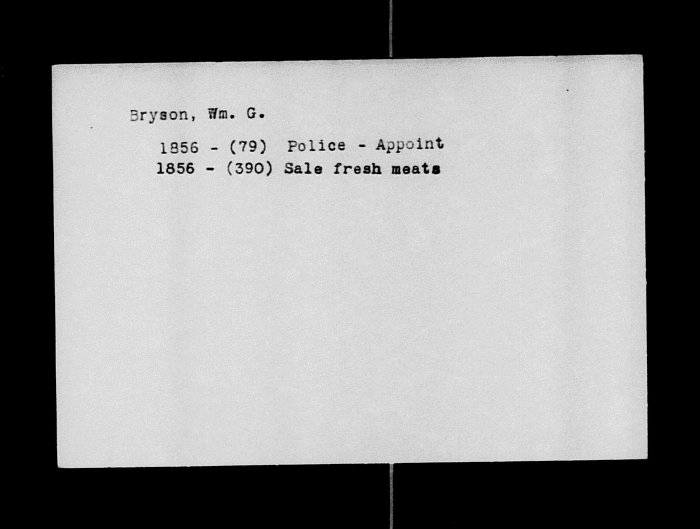 Bryson, Wm. G.
1856 - (79) Police - Appoint
1856 - (390) Sale fresh meats